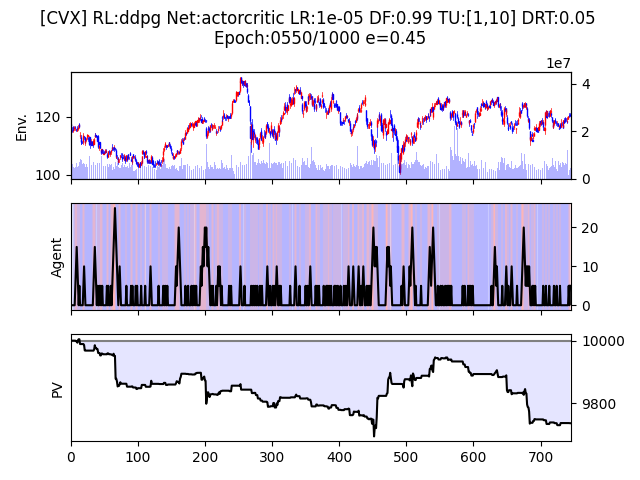 [CVX] RL:ddpg Net:actorcritic LR:1e-05 DF:0.99 TU:[1,10] DRT:0.05
Epoch:0550/1000 e=0.45
1e7
Env.
120
100
4
2
0
Agent
20
10
0
PV
10000
9800
0 100 200 300 400 500 600 700